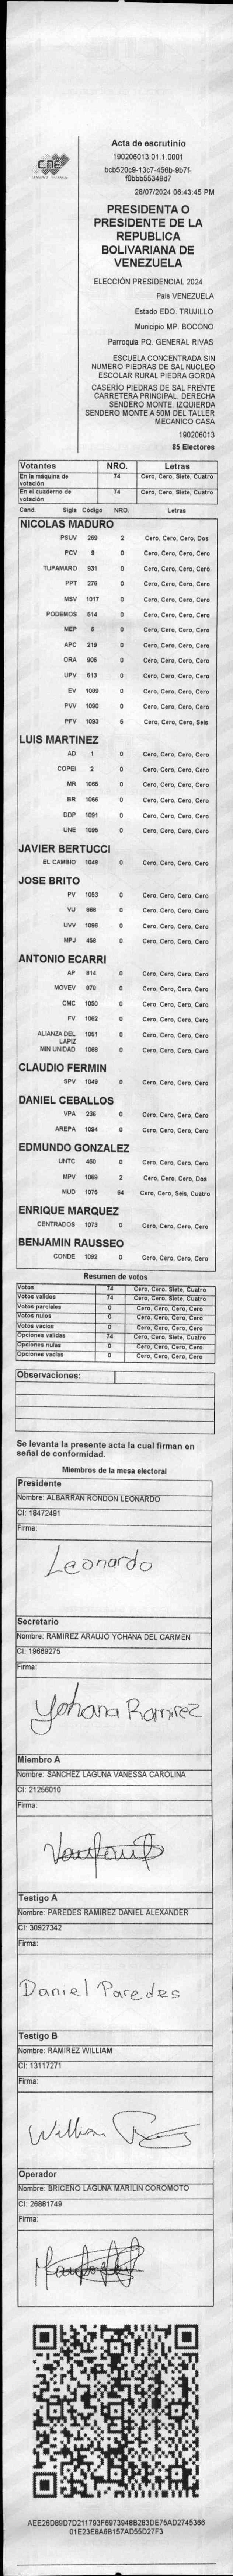 CNE
Acta de escrutinio
190206013.01.1.0001
bcb520c9-13c7-456b-9b7f-
f0bbb55349d7
28/07/2024 06:43:45 PM
PRESIDENTA O
PRESIDENTE DE LA
REPUBLICA
BOLIVARIANA DE
VENEZUELA
ELECCIÓN PRESIDENCIAL 2024
Pais VENEZUELA
Estado EDO. TRUJILLO
Municipio MP. BOCONO
Parroquia PQ. GENERAL RIVAS
ESCUELA CONCENTRADA SIN
NUMERO PIEDRAS DE SAL NUCLEO
ESCOLAR RURAL PIEDRA GORDA
CASERÍO PIEDRAS DE SAL FRENTE
CARRETERA PRINCIPAL. DERECHA
SENDERO MONTE. IZQUIERDA
SENDERO MONTE A 50M DEL TALLER
MECANICO CASA
190206013
85 Electores
Votantes NRO. Letras
En la máquina de votación 74 Cero, Cero, Siete, Cuatro
En el cuaderno de votación 74 Cero, Cero, Siete, Cuatro
Cand. Sigla Código NRO. Letras
NICOLAS MADURO
PSUV 269 2 Cero, Cero, Cero, Dos
PCV 9 0 Cero, Cero, Cero, Cero
TUPAMARO 931 0 Cero, Cero, Cero, Cero
PPT 276 0 Cero, Cero, Cero, Cero
MSV 1017 0 Cero, Cero, Cero, Cero
PODEMOS 514 0 Cero, Cero, Cero, Cero
MEP 6 0 Cero, Cero, Cero, Cero
APC 219 0 Cero, Cero, Cero, Cero
ORA 906 0 Cero, Cero, Cero, Cero
UPV 613 0 Cero, Cero, Cero, Cero
EV 1089 0 Cero, Cero, Cero, Cero
PVV 1090 0 Cero, Cero, Cero, Cero
PFV 1093 6 Cero, Cero, Cero, Seis
LUIS MARTINEZ
AD 1 0 Cero, Cero, Cero, Cero
COPEI 2 0 Cero, Cero, Cero, Cero
MR 1065 0 Cero, Cero, Cero, Cero
BR 1066 0 Cero, Cero, Cero, Cero
DDP 1091 0 Cero, Cero, Cero, Cero
UNE 1095 0 Cero, Cero, Cero, Cero
JAVIER BERTUCCI
EL CAMBIO 1046 0 Cero, Cero, Cero, Cero
JOSE BRITO
PV 1053 0 Cero, Cero, Cero, Cero
VU 868 0 Cero, Cero, Cero, Cero
UVV 1096 0 Cero, Cero, Cero, Cero
MPJ 458 0 Cero, Cero, Cero, Cero
ANTONIO ECARRI
AP 914 0 Cero, Cero, Cero, Cero
MOVEV 878 0 Cero, Cero, Cero, Cero
CMC 1050 0 Cero, Cero, Cero, Cero
FV 1062 0 Cero, Cero, Cero, Cero
ALIANZA DEL LAPIZ 1061 0 Cero, Cero, Cero, Cero
MIN UNIDAD 1068 0 Cero, Cero, Cero, Cero
CLAUDIO FERMIN
SPV 1049 0 Cero, Cero, Cero, Cero
DANIEL CEBALLOS
VPA 236 0 Cero, Cero, Cero, Cero
AREPA 1094 0 Cero, Cero, Cero, Cero
EDMUNDO GONZALEZ
UNTC 460 0 Cero, Cero, Cero, Cero
MPV 1069 2 Cero, Cero, Cero, Dos
MUD 1075 64 Cero, Cero, Seis, Cuatro
ENRIQUE MARQUEZ
CENTRADOS 1073 0 Cero, Cero, Cero, Cero
BENJAMIN RAUSSEO
CONDE 1092 0 Cero, Cero, Cero, Cero
Resumen de votos
Votos 74 Cero, Cero, Siete, Cuatro
Votos validos 74 Cero, Cero, Siete, Cuatro
Votos parciales 0 Cero, Cero, Cero, Cero
Votos nulos 0 Cero, Cero, Cero, Cero
Votos vacios 0 Cero, Cero, Cero, Cero
Opciones validas 74 Cero, Cero, Siete, Cuatro
Opciones nulas 0 Cero, Cero, Cero, Cero
Opciones vacias 0 Cero, Cero, Cero, Cero
Observaciones:
Se levanta la presente acta la cual firman en
señal de conformidad.
Miembros de la mesa electoral
Presidente
Nombre: ALBARRAN RONDON LEONARDO
CI: 18472491
Firma:
Leonardo
Secretario
Nombre: RAMIREZ ARAUJO YOHANA DEL CARMEN
CI: 19669275
Firma:
Yohana Ramirez
Miembro A
Nombre: SANCHEZ LAGUNA VANESSA CAROLINA
CI: 21256010
Firma:
Testigo A
Nombre: PAREDES RAMIREZ DANIEL ALEXANDER
CI: 30927342
Firma:
Daniel Paredes
Testigo B
Nombre: RAMIREZ WILLIAM
CI: 13117271
Firma:
William
Operador
Nombre: BRICEÑO LAGUNA MARILIN COROMOTO
CI: 26881749
Firma:
AEE26D89D7D211793F6973948B283DE75AD2745366
01E23E8A6B157AD55D27F3